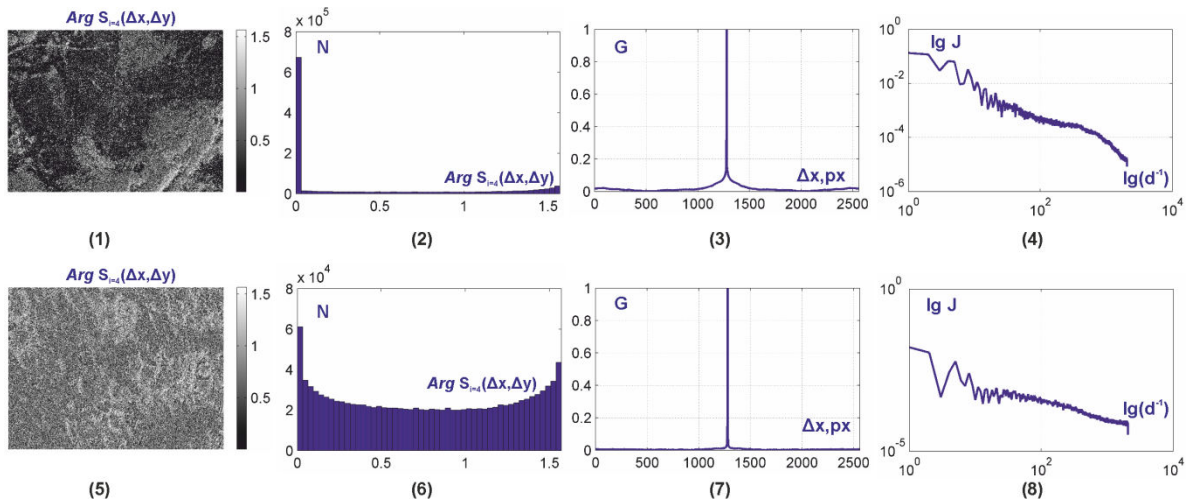 Arg S_{i=4}(Δx,Δy)
1.5
1
0.5
(1)
x 10^5
N
8
6
4
2
0
Arg S_{i=4}(Δx,Δy)
0 0.5 1 1.5
(2)
G
1
0.8
0.6
0.4
0.2
0
Δx,px
0 500 1000 1500 2000 2500
(3)
10^0
lg J
10^-2
10^-4
10^-6
lg(d^-1)
10^0 10^2 10^4
(4)
Arg S_{i=4}(Δx,Δy)
1.5
1
0.5
(5)
x 10^4
N
8
6
4
2
0
Arg S_{i=4}(Δx,Δy)
0 0.5 1 1.5
(6)
G
1
0.8
0.6
0.4
0.2
0
Δx,px
0 500 1000 1500 2000 2500
(7)
10^0
lg J
lg(d^-1)
10^-5
10^0 10^2 10^4
(8)